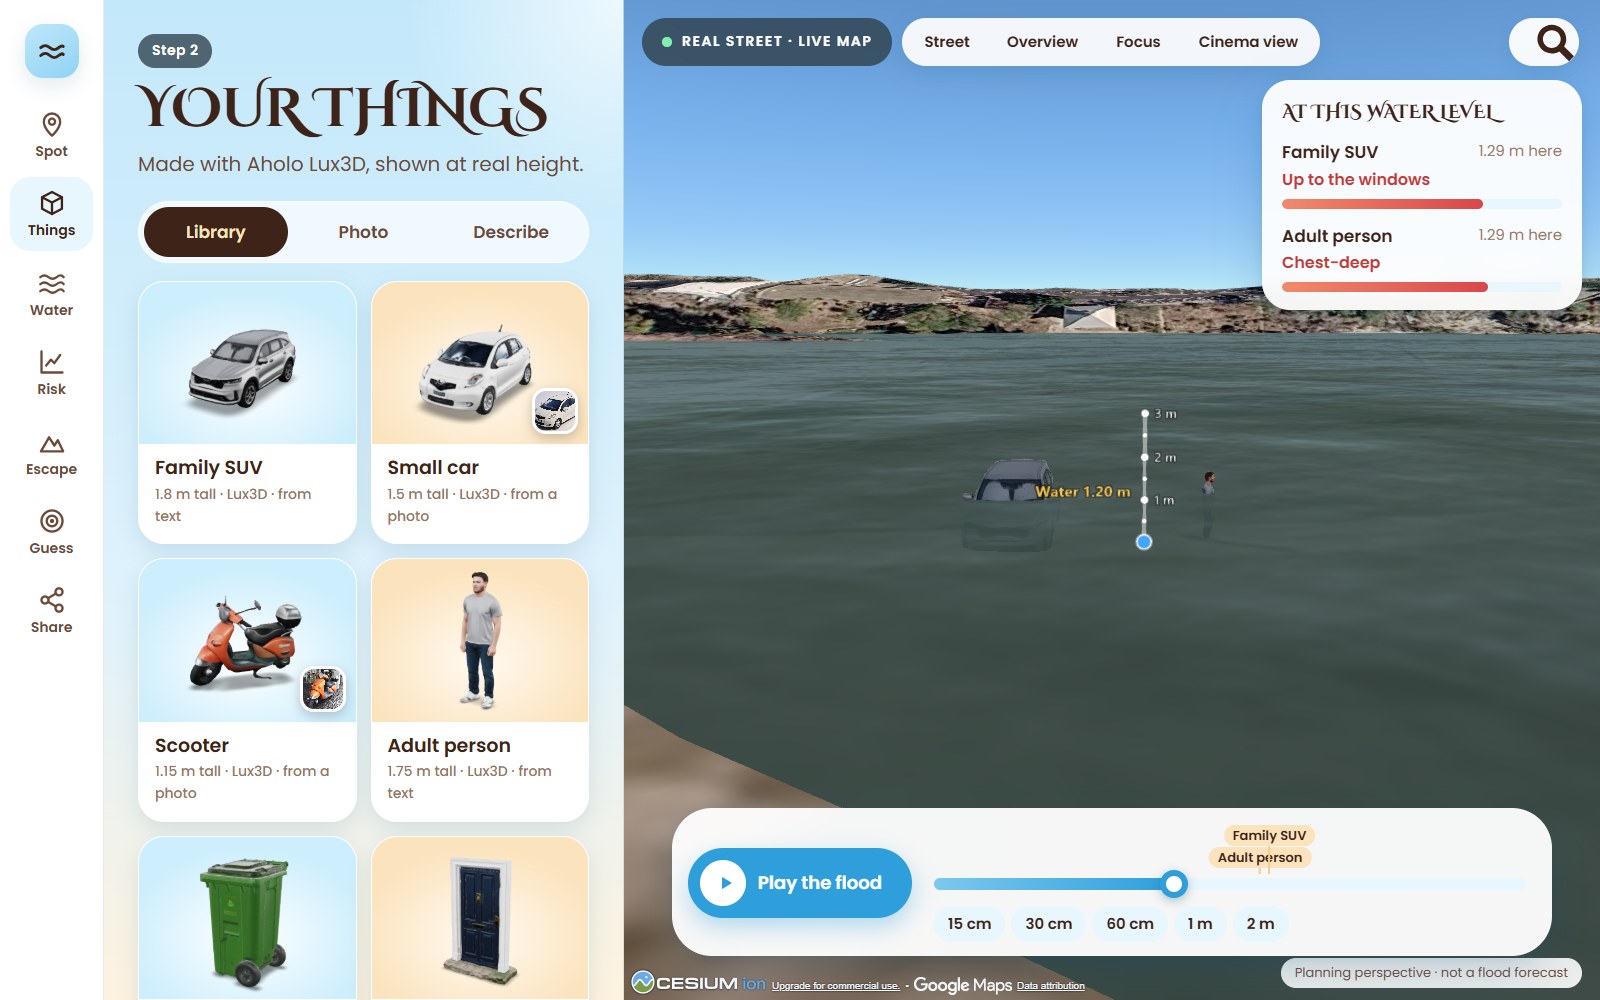 Spot
Things
Water
Risk
Escape
Guess
Share
Step 2
YOUR THINGS
Made with Aholo Lux3D, shown at real height.
Library
Photo
Describe
Family SUV
1.8 m tall · Lux3D · from
text
Small car
1.5 m tall · Lux3D · from a
photo
Scooter
1.15 m tall · Lux3D · from a
photo
Adult person
1.75 m tall · Lux3D · from
text
REAL STREET · LIVE MAP
Street
Overview
Focus
Cinema view
AT THIS WATER LEVEL
Family SUV
1.29 m here
Up to the windows
Adult person
1.29 m here
Chest-deep
3 m
2 m
Water 1.20 m
1 m
Family SUV
Adult person
Play the flood
15 cm
30 cm
60 cm
1 m
2 m
Planning perspective · not a flood forecast
CESIUM ion
Upgrade for commercial use.
· Google Maps
Data attribution